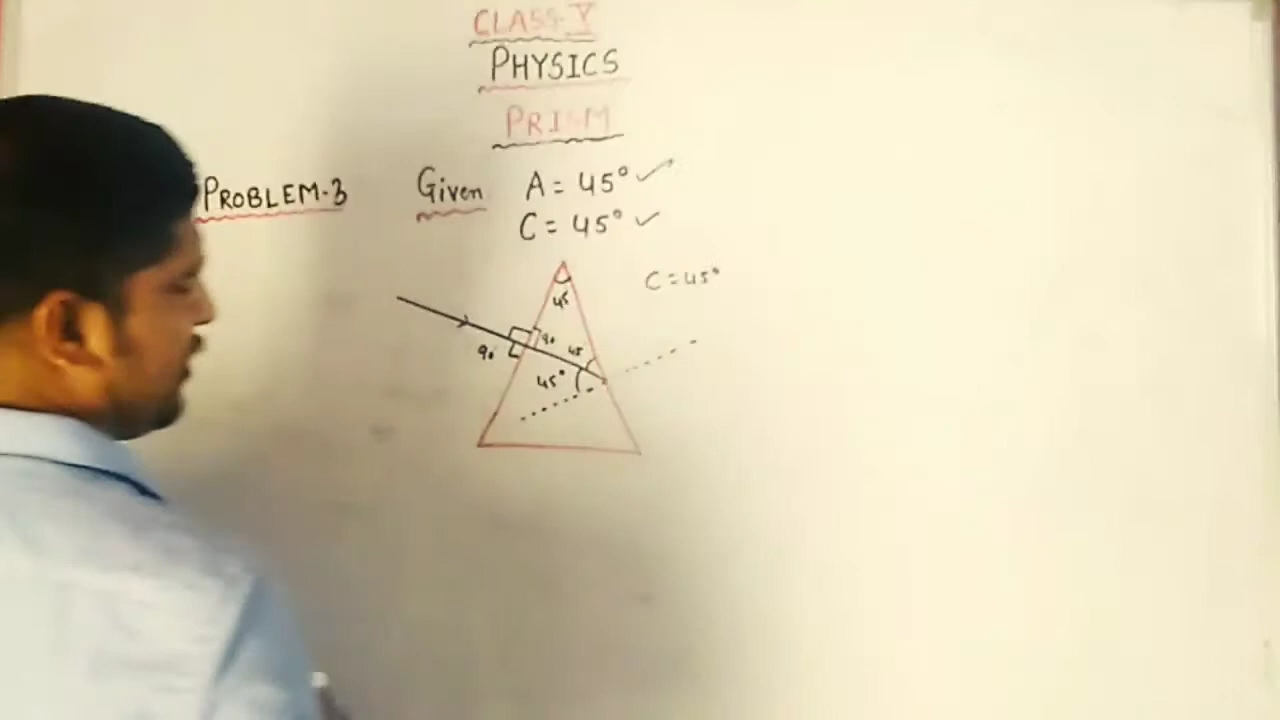 CLASS-V
PHYSICS
PRISM
PROBLEM-3 Given A = 45°
C = 45°
C = 45°
45
90
90
45
45°